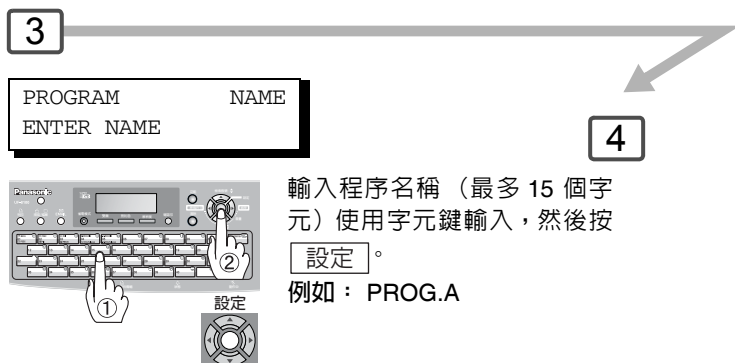 3
PROGRAM NAME
ENTER NAME
4
Panasonic
輸入程序名稱 （最多 15 個字
元）使用字元鍵輸入，然後按
設定 。
例如： PROG.A
①
②
設定